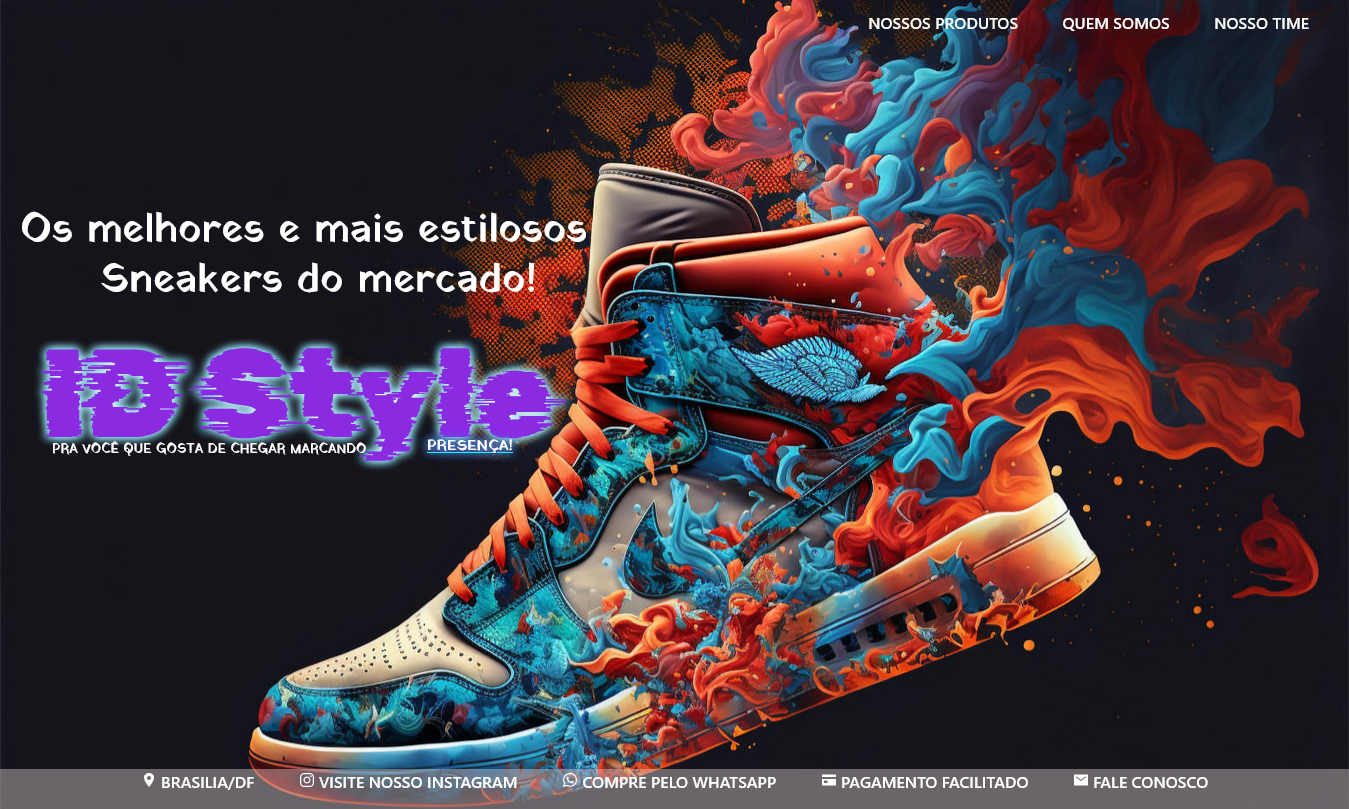 NOSSOS PRODUTOS QUEM SOMOS NOSSO TIME
Os melhores e mais estilosos
Sneakers do mercado!
ID Style
PRA VOCÊ QUE GOSTA DE CHEGAR MARCANDO PRESENÇA!
BRASILIA/DF VISITE NOSSO INSTAGRAM COMPRE PELO WHATSAPP PAGAMENTO FACILITADO FALE CONOSCO